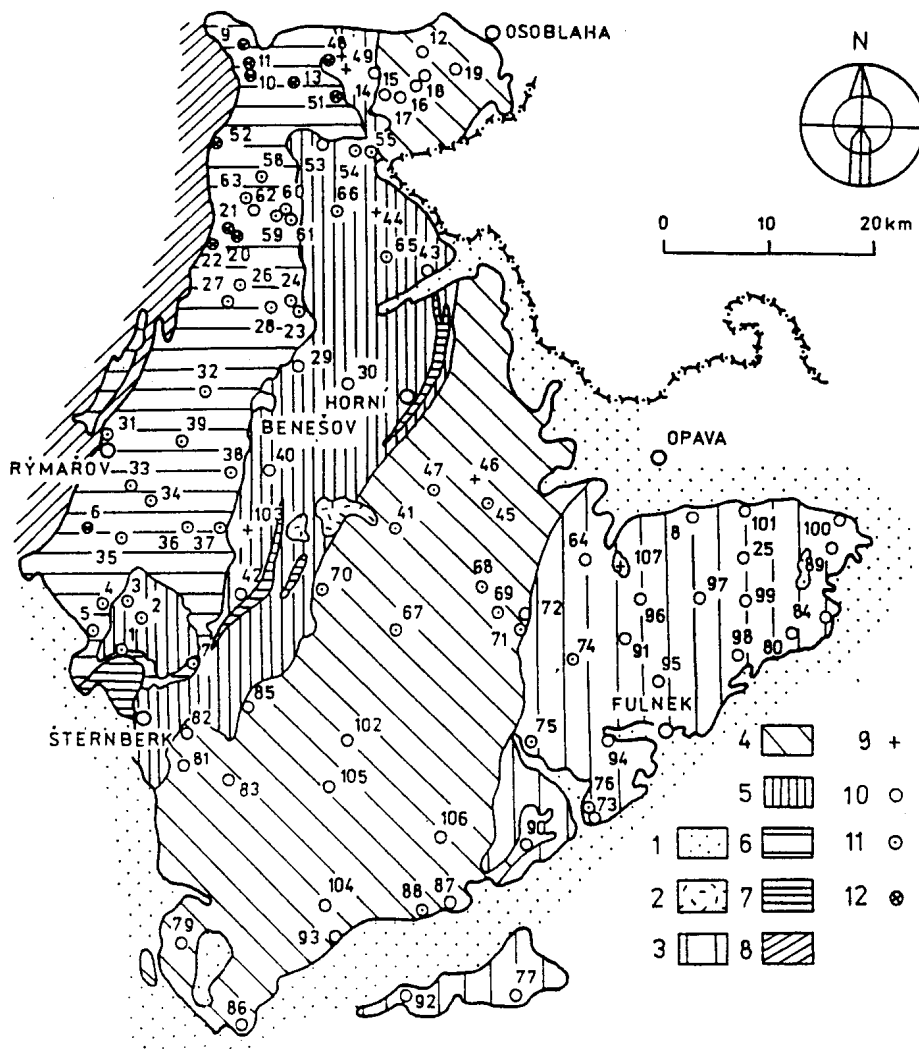 OSOBLAHA
N
0 10 20 km
9 48 49 12
11 10 13 15 18 19
14 16
51 17
52 55
58 53 54
63 62 60 66
21 59 61 44
22 20 65 43
27 26 24
28 23
29
32 30
HORNÍ
BENEŠOV
31 39 OPAVA
RÝMAŘOV
33 38 40 47 46
34 45
6 103 41 8 101 100
35 36 37 64 107 25 89
42 70 68 97
4 3 69 72 96 99 84
5 2 67 71
1 7 74 91 98 80
95
85 FULNEK
ŠTERNBERK 82 102 75
81 94
83 105 76
73
106 90
104 88 87
79 93
86 92 77
4 9
5 10
1 6 11
2 7 12
3 8